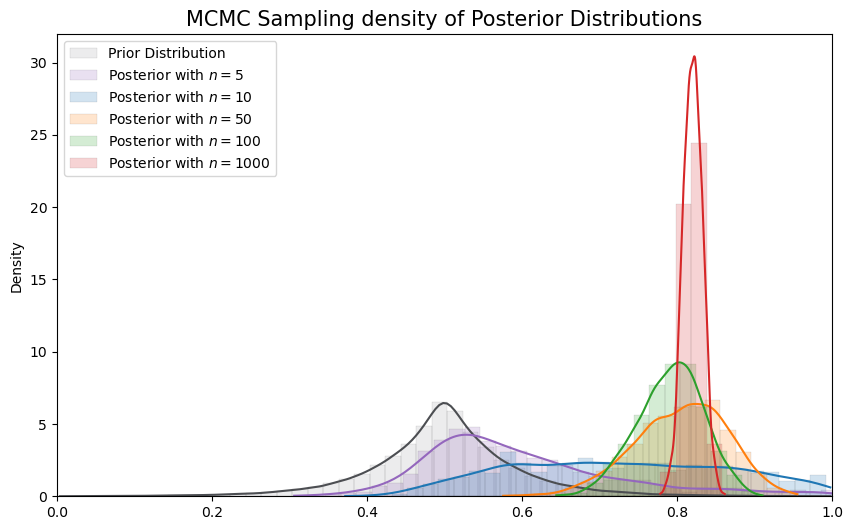 MCMC Sampling density of Posterior Distributions
Prior Distribution
Posterior with n = 5
Posterior with n = 10
Posterior with n = 50
Posterior with n = 100
Posterior with n = 1000
Density
30
25
20
15
10
5
0
0.0 0.2 0.4 0.6 0.8 1.0